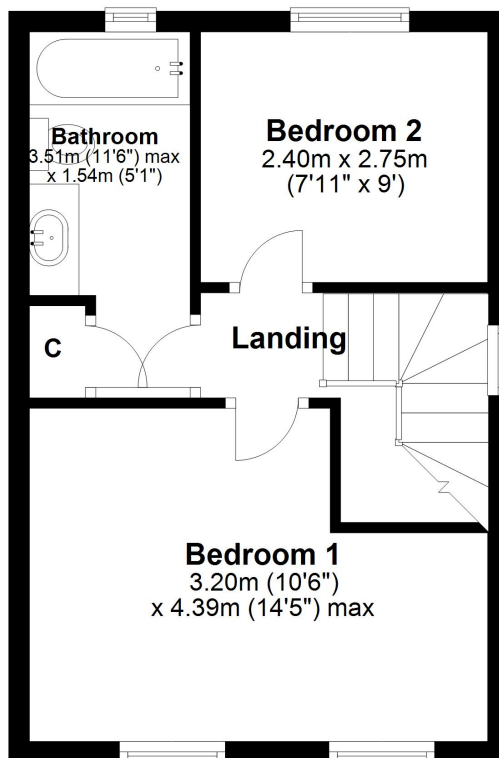 Bathroom
3.51m (11'6") max
x 1.54m (5'1")
Bedroom 2
2.40m x 2.75m
(7'11" x 9')
C
Landing
Bedroom 1
3.20m (10'6")
x 4.39m (14'5") max